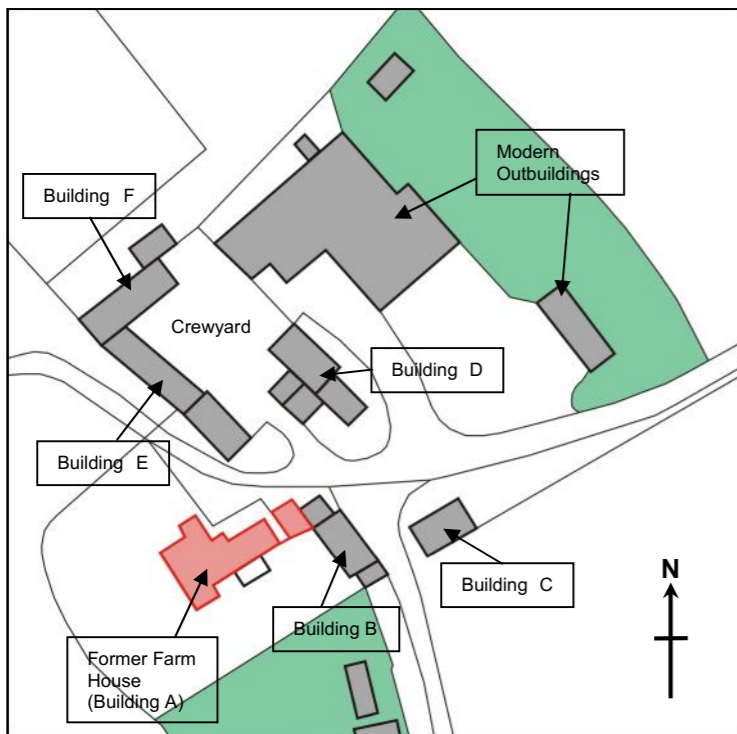 Modern
Outbuildings
Building F
Crewyard
Building D
Building E
N
Building C
Building B
Former Farm
House
(Building A)